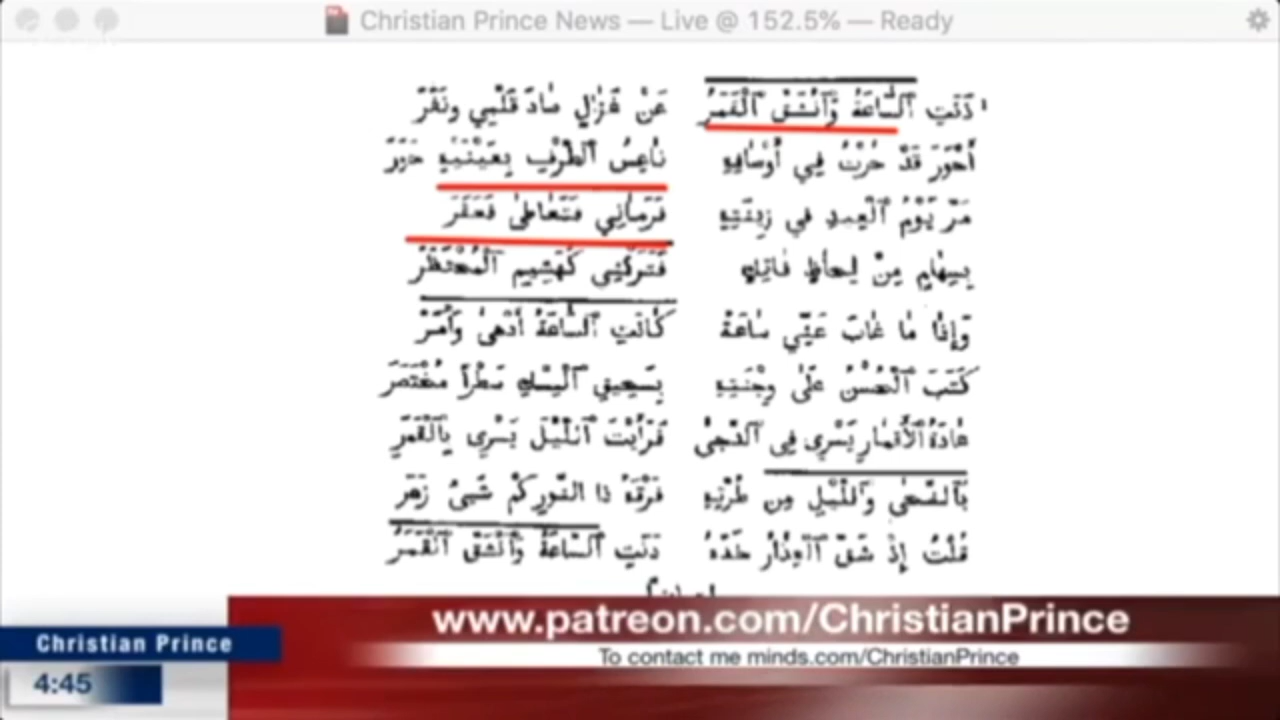 Christian Prince News — Live @ 152.5% — Ready
١ دَنَتِ ٱلسَّاعَةُ وَٱنْشَقَّ ٱلْقَمَرُ عَنْ غَزَالٍ صَادَ قَلْبِي ونَفَرْ
أَحْوَرَ قَدْ حُرْتُ فِي أَوْصَافِهِ نَاعِسُ ٱلطَّرْفِ بِعَيْنَيْهِ حَوَرْ
مَرَّ يَوْمُ ٱلْعِيدِ فِي زِينَتِهِ فَرَمَانِي فَتَعَاطَى فَعَقَرَ
بِسِهَامٍ مِنْ لِحَاظٍ فَاتِكٍ فَتَرَكْنِي كَهَشِيمِ ٱلْمُحْتَظَرْ
وَإِذَا مَا غَابَ عَنِّي سَاعَةً كَانَتِ ٱلسَّاعَةُ أَدْهَى وَأَمَرّ
كَتَبَ ٱلْحُسْنُ عَلَى وِجْنَتِهِ بِسَحِيقِ ٱلْمِسْكِ سَطْرًا مُخْتَصَر
عَادَةُ ٱلْأَقْمَارِ تَسْرِي فِي ٱلدُّجَى فَرَأَيْتُ ٱللَّيْلَ يَسْرِي بِٱلْقَمَرْ
بِٱلضُّحَى وَٱللَّيْلِ مِن طُرَّتِهِ فَرْقَهُ ذَا النُّورِ كَمْ شَيْءٍ زَهَرْ
قُلْتُ إِذْ شَقَّ ٱلْعِذَارُ خَدَّهُ دَنَتِ ٱلسَّاعَةُ وَٱنْشَقَّ ٱلْقَمَرُ
www.patreon.com/ChristianPrince
Christian Prince
To contact me minds.com/ChristianPrince
4:45